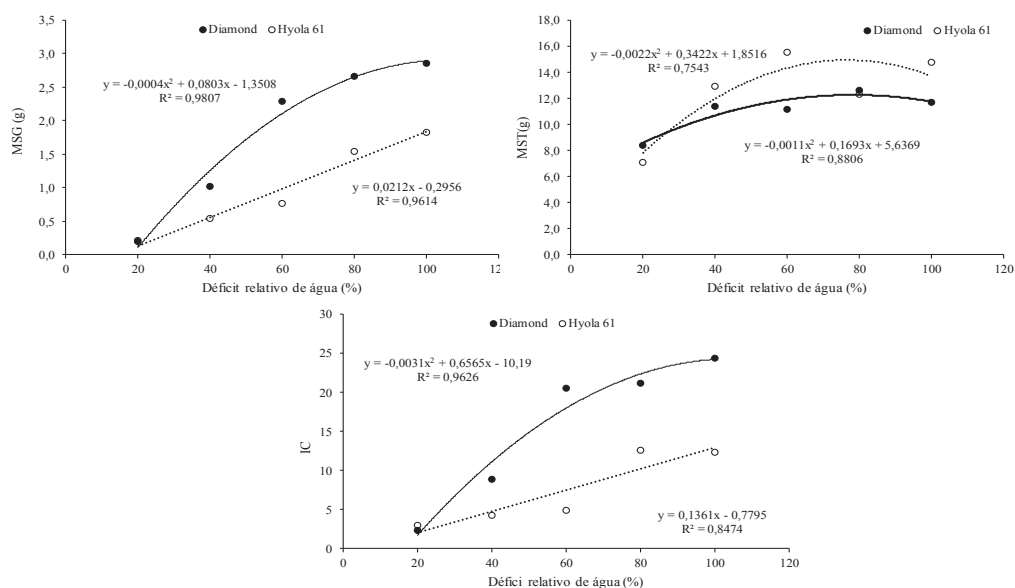 3,5
3,0
2,5
2,0
1,5
1,0
0,5
0,0
MSG (g)
Diamond Hyola 61
y = -0,0004x² + 0,0803x - 1,3508
R² = 0,9807
y = 0,0212x - 0,2956
R² = 0,9614
0 20 40 60 80 100 12
Déficit relativo de água (%)
18,0
16,0
14,0
12,0
10,0
8,0
6,0
4,0
2,0
0,0
MST(g)
Diamond Hyola 61
y = -0,0022x² + 0,3422x + 1,8516
R² = 0,7543
y = -0,0011x² + 0,1693x + 5,6369
R² = 0,8806
0 20 40 60 80 100 120
Déficit relativo de água (%)
30
25
20
15
10
5
0
IC
Diamond Hyola 61
y = -0,0031x² + 0,6565x - 10,19
R² = 0,9626
y = 0,1361x - 0,7795
R² = 0,8474
0 20 40 60 80 100 120
Défici t relativo de água (%)